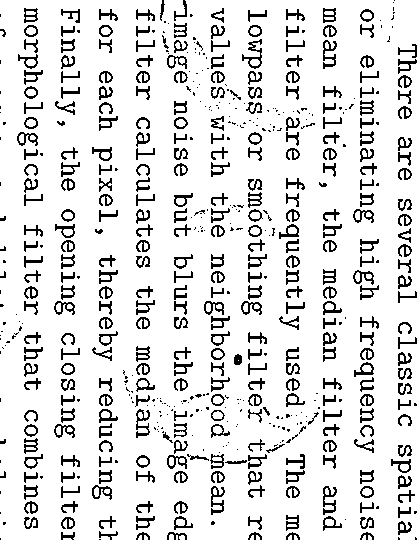 There are several classic spatial
or eliminating high frequency noise
mean filter, the median filter and
filter are frequently used. The me
lowpass or smoothing filter that re
values with the neighborhood mean.
image noise but blurs the image edg
filter calculates the median of the
for each pixel, thereby reducing th
Finally, the opening closing filter
morphological filter that combines